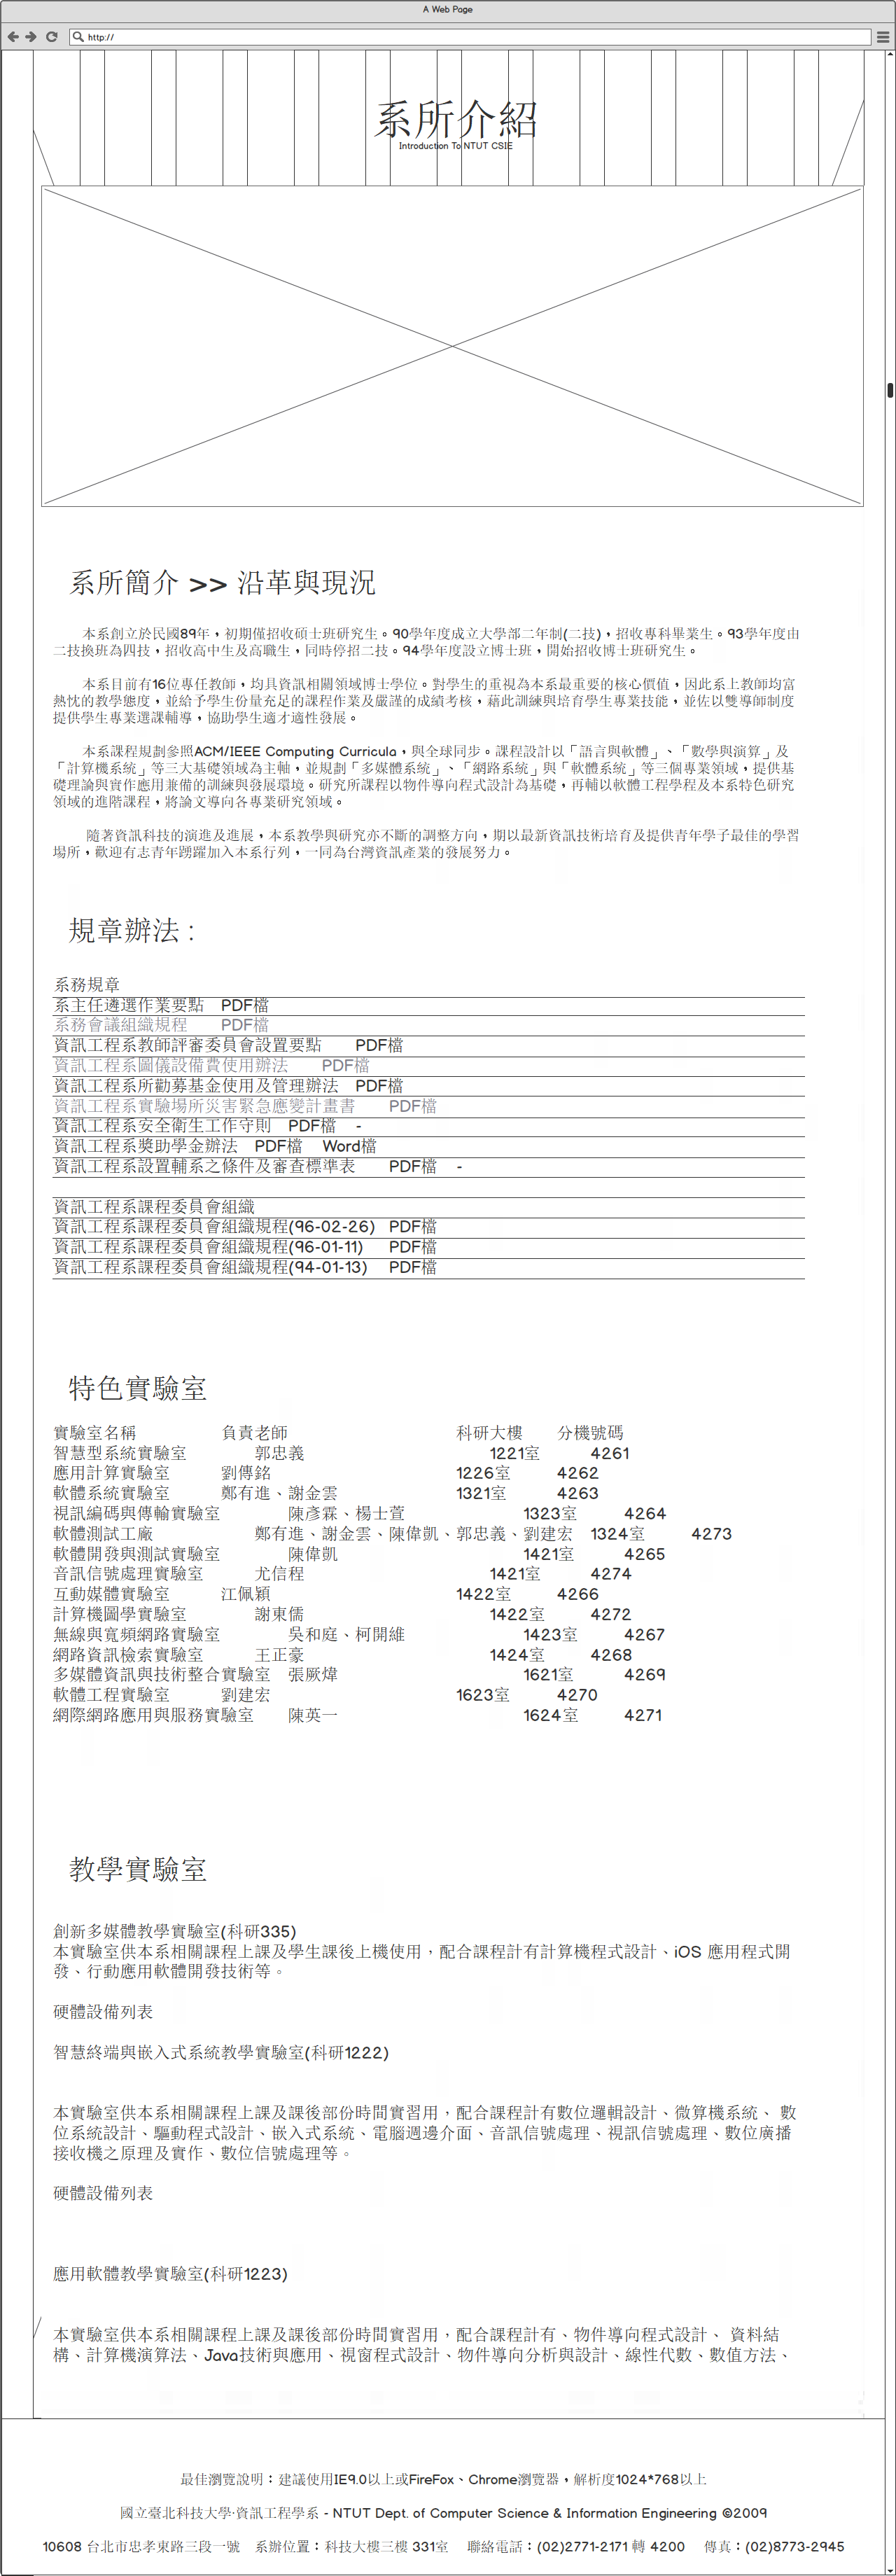 A Web Page
http://
系所介紹
Introduction To NTUT CSIE
系所簡介 >> 沿革與現況
本系創立於民國89年，初期僅招收碩士班研究生。90學年度成立大學部二年制(二技)，招收專科畢業生。93學年度由
二技換班為四技，招收高中生及高職生，同時停招二技。94學年度設立博士班，開始招收博士班研究生。
本系目前有16位專任教師，均具資訊相關領域博士學位。對學生的重視為本系最重要的核心價值，因此系上教師均富
熱忱的教學態度，並給予學生份量充足的課程作業及嚴謹的成績考核，藉此訓練與培育學生專業技能，並佐以雙導師制度
提供學生專業選課輔導，協助學生適才適性發展。
本系課程規劃參照ACM/IEEE Computing Curricula，與全球同步。課程設計以「語言與軟體」、「數學與演算」及
「計算機系統」等三大基礎領域為主軸，並規劃「多媒體系統」、「網路系統」與「軟體系統」等三個專業領域，提供基
礎理論與實作應用兼備的訓練與發展環境。研究所課程以物件導向程式設計為基礎，再輔以軟體工程學程及本系特色研究
領域的進階課程，將論文導向各專業研究領域。
隨著資訊科技的演進及進展，本系教學與研究亦不斷的調整方向，期以最新資訊技術培育及提供青年學子最佳的學習
場所，歡迎有志青年踴躍加入本系行列，一同為台灣資訊產業的發展努力。
規章辦法：
系務規章
系主任遴選作業要點 PDF檔
系務會議組織規程 PDF檔
資訊工程系教師評審委員會設置要點 PDF檔
資訊工程系圖儀設備費使用辦法 PDF檔
資訊工程系所勸募基金使用及管理辦法 PDF檔
資訊工程系實驗場所災害緊急應變計畫書 PDF檔
資訊工程系安全衛生工作守則 PDF檔 -
資訊工程系獎助學金辦法 PDF檔 Word檔
資訊工程系設置輔系之條件及審查標準表 PDF檔 -
資訊工程系課程委員會組織
資訊工程系課程委員會組織規程(96-02-26) PDF檔
資訊工程系課程委員會組織規程(96-01-11) PDF檔
資訊工程系課程委員會組織規程(94-01-13) PDF檔
特色實驗室
實驗室名稱 負責老師 科研大樓 分機號碼
智慧型系統實驗室 郭忠義 1221室 4261
應用計算實驗室 劉傳銘 1226室 4262
軟體系統實驗室 鄭有進、謝金雲 1321室 4263
視訊編碼與傳輸實驗室 陳彥霖、楊士萱 1323室 4264
軟體測試工廠 鄭有進、謝金雲、陳偉凱、郭忠義、劉建宏 1324室 4273
軟體開發與測試實驗室 陳偉凱 1421室 4265
音訊信號處理實驗室 尤信程 1421室 4274
互動媒體實驗室 江佩穎 1422室 4266
計算機圖學實驗室 謝東儒 1422室 4272
無線與寬頻網路實驗室 吳和庭、柯開維 1423室 4267
網路資訊檢索實驗室 王正豪 1424室 4268
多媒體資訊與技術整合實驗室 張厥煒 1621室 4269
軟體工程實驗室 劉建宏 1623室 4270
網際網路應用與服務實驗室 陳英一 1624室 4271
教學實驗室
創新多媒體教學實驗室(科研335)
本實驗室供本系相關課程上課及學生課後上機使用，配合課程計有計算機程式設計、iOS 應用程式開
發、行動應用軟體開發技術等。
硬體設備列表
智慧終端與嵌入式系統教學實驗室(科研1222)
本實驗室供本系相關課程上課及課後部份時間實習用，配合課程計有數位邏輯設計、微算機系統、 數
位系統設計、驅動程式設計、嵌入式系統、電腦週邊介面、音訊信號處理、視訊信號處理、數位廣播
接收機之原理及實作、數位信號處理等。
硬體設備列表
應用軟體教學實驗室(科研1223)
本實驗室供本系相關課程上課及課後部份時間實習用，配合課程計有、物件導向程式設計、 資料結
構、計算機演算法、Java技術與應用、視窗程式設計、物件導向分析與設計、線性代數、數值方法、
最佳瀏覽說明：建議使用IE9.0以上或FireFox、Chrome瀏覽器，解析度1024*768以上
國立臺北科技大學‧資訊工程學系 - NTUT Dept. of Computer Science & Information Engineering ©2009
10608 台北市忠孝東路三段一號 系辦位置：科技大樓三樓 331室 聯絡電話：(02)2771-2171 轉 4200 傳真：(02)8773-2945